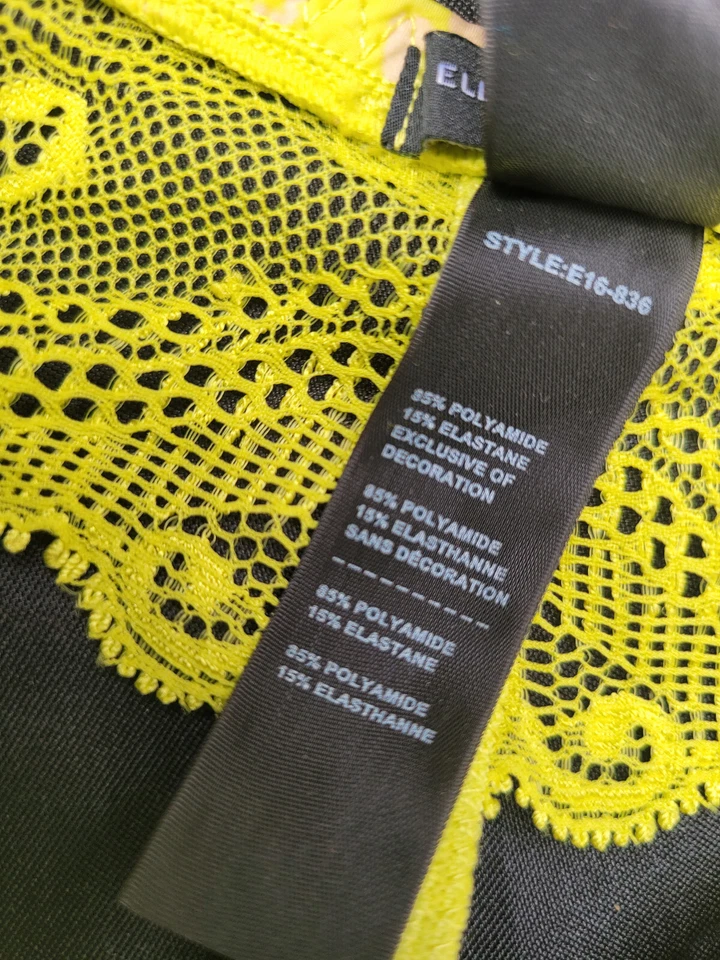 STYLE:E16-836
85% POLYAMIDE
15% ELASTANE
EXCLUSIVE OF
DECORATION
85% POLYAMIDE
15% ELASTHANNE
SANS DÉCORATION
----------
85% POLYAMIDE
15% ELASTANE
85% POLYAMIDE
15% ELASTHANNE